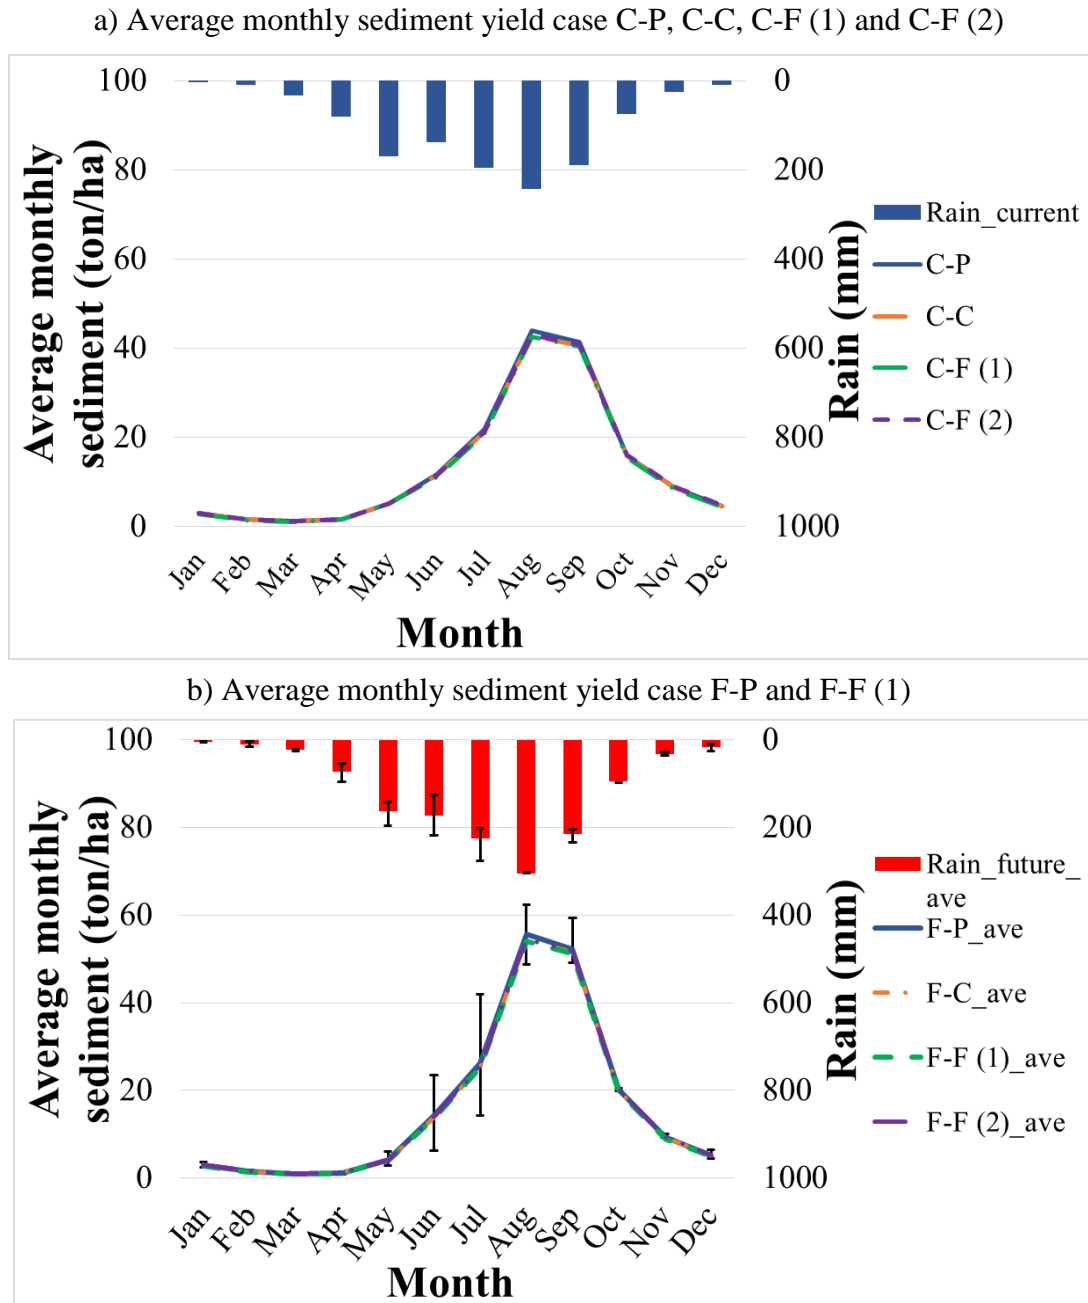 a) Average monthly sediment yield case C-P, C-C, C-F (1) and C-F (2)
Average monthly
sediment (ton/ha)
100
80
60
40
20
0
0
200
400
600
800
1000
Rain (mm)
Rain_current
C-P
C-C
C-F (1)
C-F (2)
Jan Feb Mar Apr May Jun Jul Aug Sep Oct Nov Dec
Month
b) Average monthly sediment yield case F-P and F-F (1)
Average monthly
sediment (ton/ha)
100
80
60
40
20
0
0
200
400
600
800
1000
Rain (mm)
Rain_future_
ave
F-P_ave
F-C_ave
F-F (1)_ave
F-F (2)_ave
Jan Feb Mar Apr May Jun Jul Aug Sep Oct Nov Dec
Month